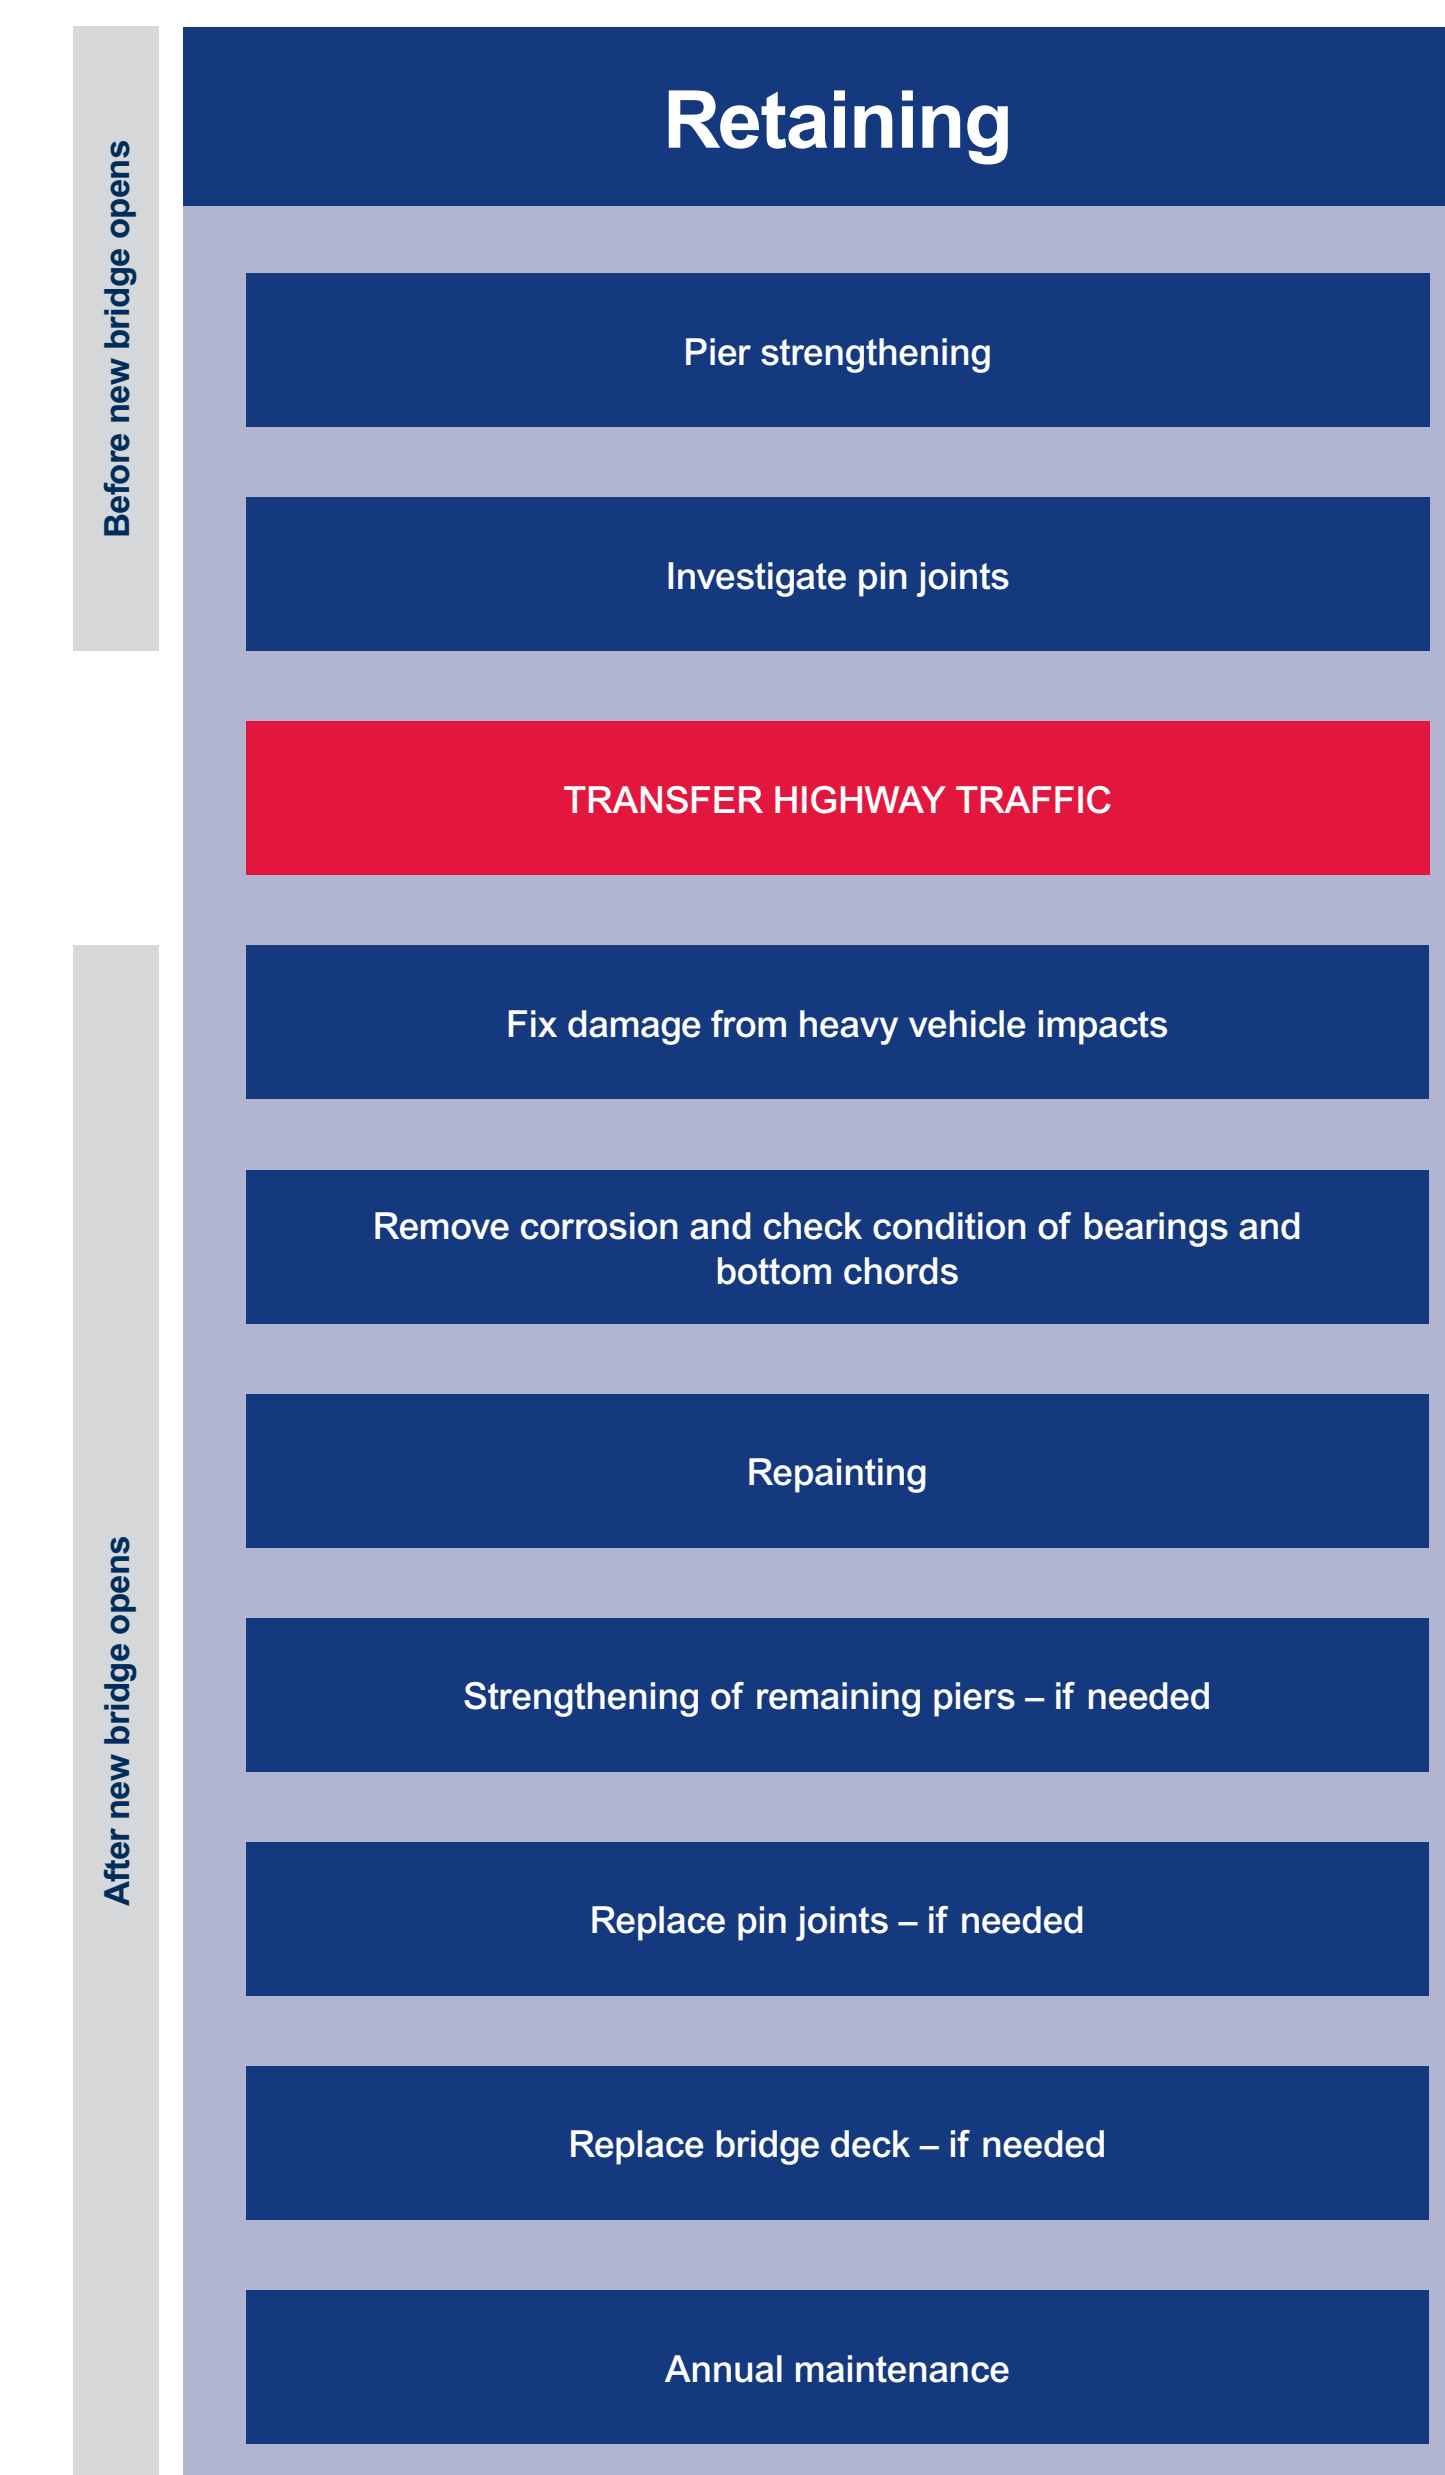 Before new bridge opens
Retaining
Pier strengthening
Investigate pin joints
TRANSFER HIGHWAY TRAFFIC
After new bridge opens
Fix damage from heavy vehicle impacts
Remove corrosion and check condition of bearings and
bottom chords
Repainting
Strengthening of remaining piers – if needed
Replace pin joints – if needed
Replace bridge deck – if needed
Annual maintenance